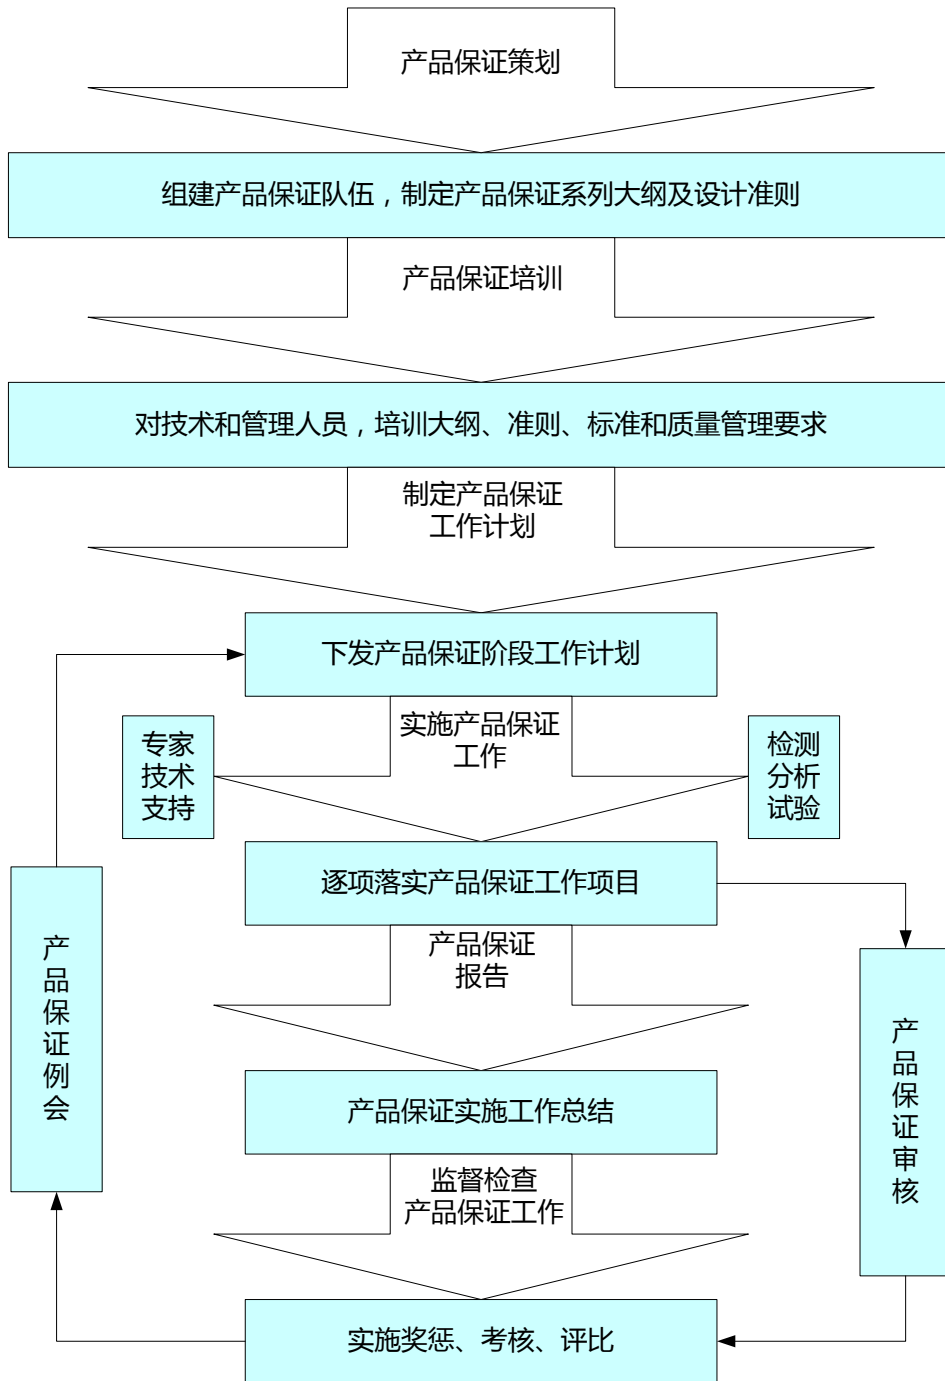 产品保证策划
组建产品保证队伍，制定产品保证系列大纲及设计准则
产品保证培训
对技术和管理人员，培训大纲、准则、标准和质量管理要求
制定产品保证
工作计划
下发产品保证阶段工作计划
实施产品保证
工作
专家
技术
支持
检测
分析
试验
逐项落实产品保证工作项目
产品保证
报告
产品保证例会
产品保证审核
产品保证实施工作总结
监督检查
产品保证工作
实施奖惩、考核、评比